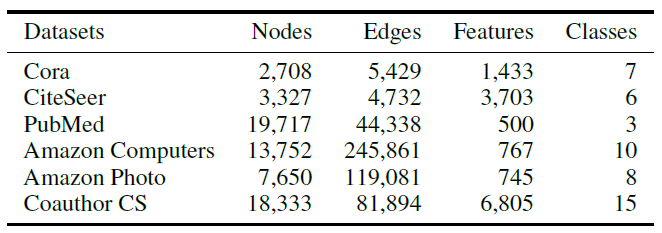 Datasets Nodes Edges Features Classes
Cora 2,708 5,429 1,433 7
CiteSeer 3,327 4,732 3,703 6
PubMed 19,717 44,338 500 3
Amazon Computers 13,752 245,861 767 10
Amazon Photo 7,650 119,081 745 8
Coauthor CS 18,333 81,894 6,805 15